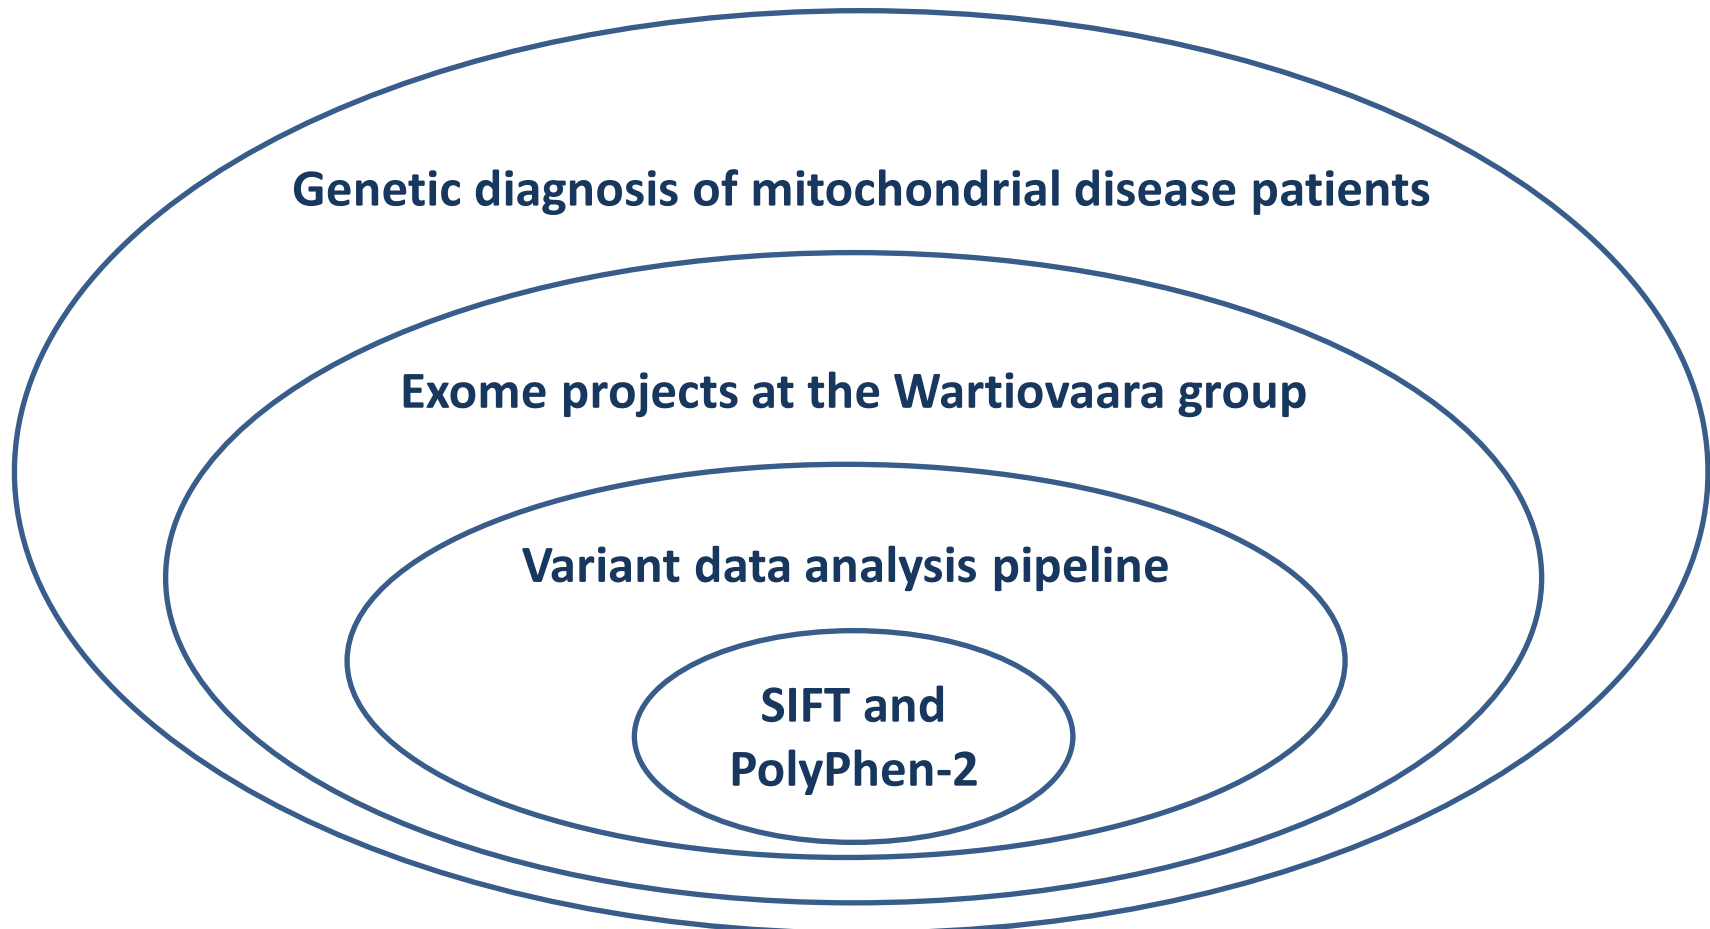 Genetic diagnosis of mitochondrial disease patients
Exome projects at the Wartiovaara group
Variant data analysis pipeline
SIFT and
PolyPhen-2